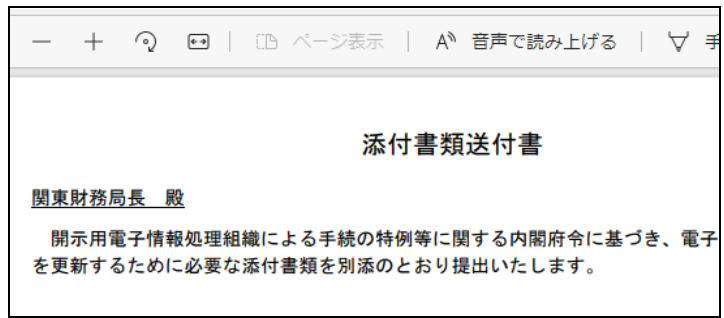 ページ表示 A 音声で読み上げる
添付書類送付書
関東財務局長　殿
開示用電子情報処理組織による手続の特例等に関する内閣府令に基づき、電子
を更新するために必要な添付書類を別添のとおり提出いたします。